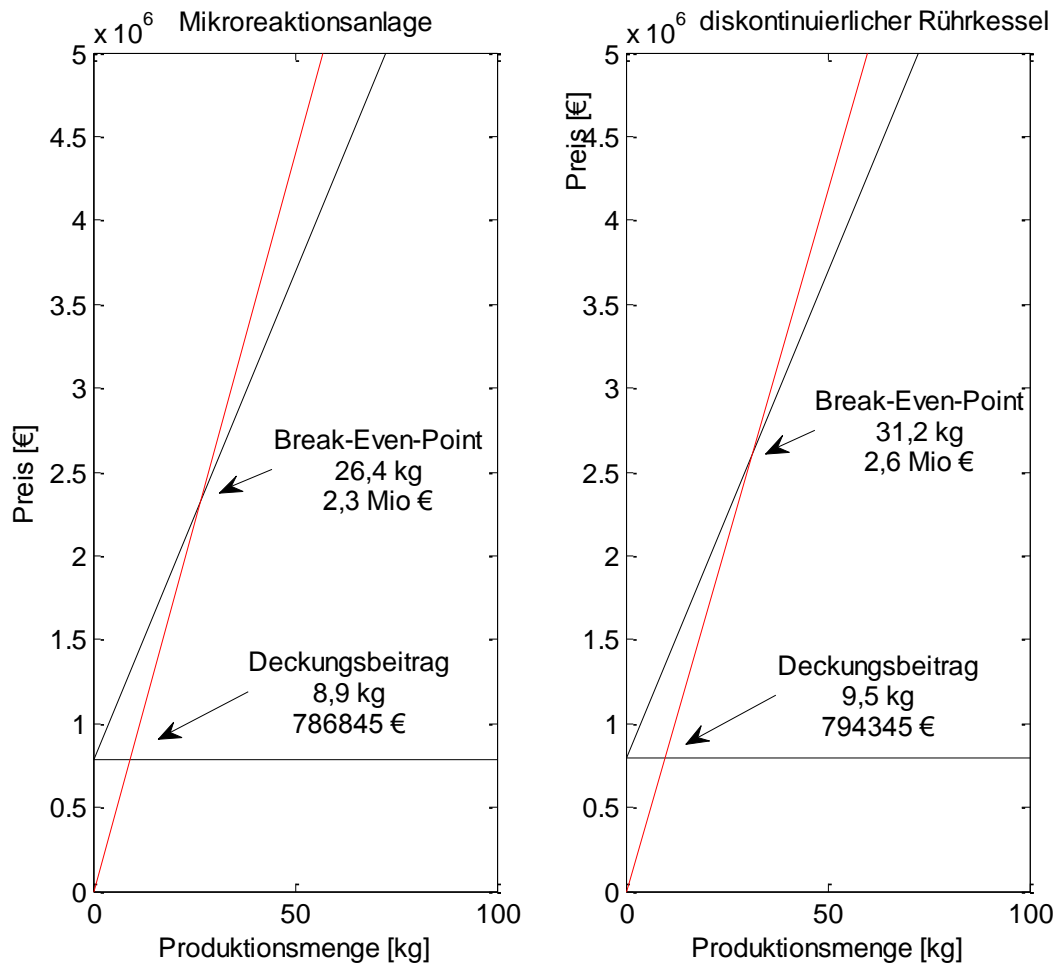 x 10^6 Mikroreaktionsanlage
5
4.5
4
3.5
3
2.5
2
1.5
1
0.5
0
Preis [€]
Break-Even-Point
26,4 kg
2,3 Mio €
Deckungsbeitrag
8,9 kg
786845 €
0 50 100
Produktionsmenge [kg]
x 10^6 diskontinuierlicher Rührkessel
5
4.5
4
3.5
3
2.5
2
1.5
1
0.5
0
Preis [€]
Break-Even-Point
31,2 kg
2,6 Mio €
Deckungsbeitrag
9,5 kg
794345 €
0 50 100
Produktionsmenge [kg]